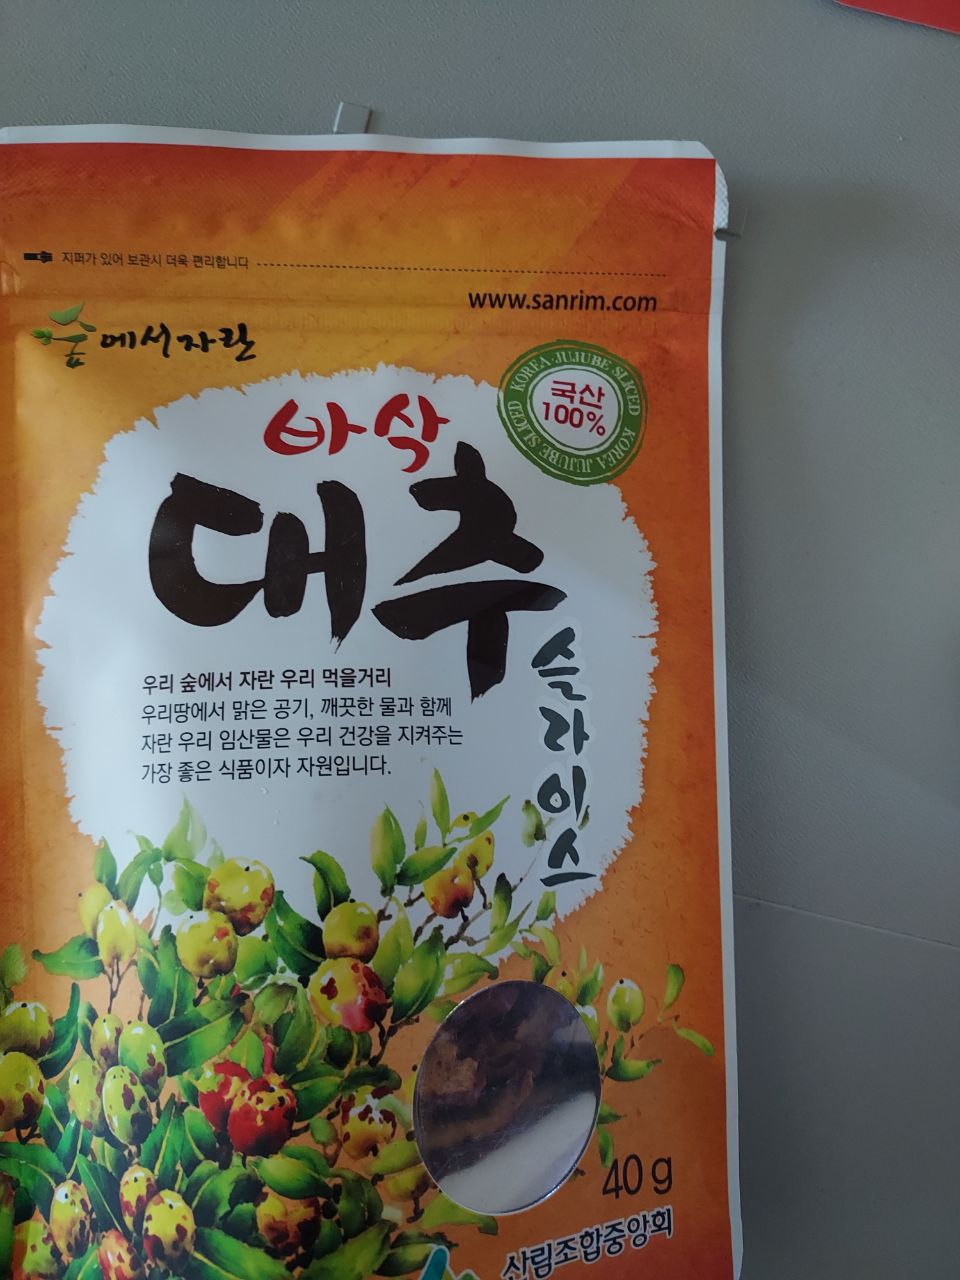 지퍼가 있어 보관시 더욱 편리합니다
www.sanrim.com
숲에서자란
KOREA·JUJUBE SLICED KOREA JUJUBE SLICED
국산
100%
바삭
대추
슬라이스
우리 숲에서 자란 우리 먹을거리
우리땅에서 맑은 공기, 깨끗한 물과 함께
자란 우리 임산물은 우리 건강을 지켜주는
가장 좋은 식품이자 자원입니다.
40 g
산림조합중앙회